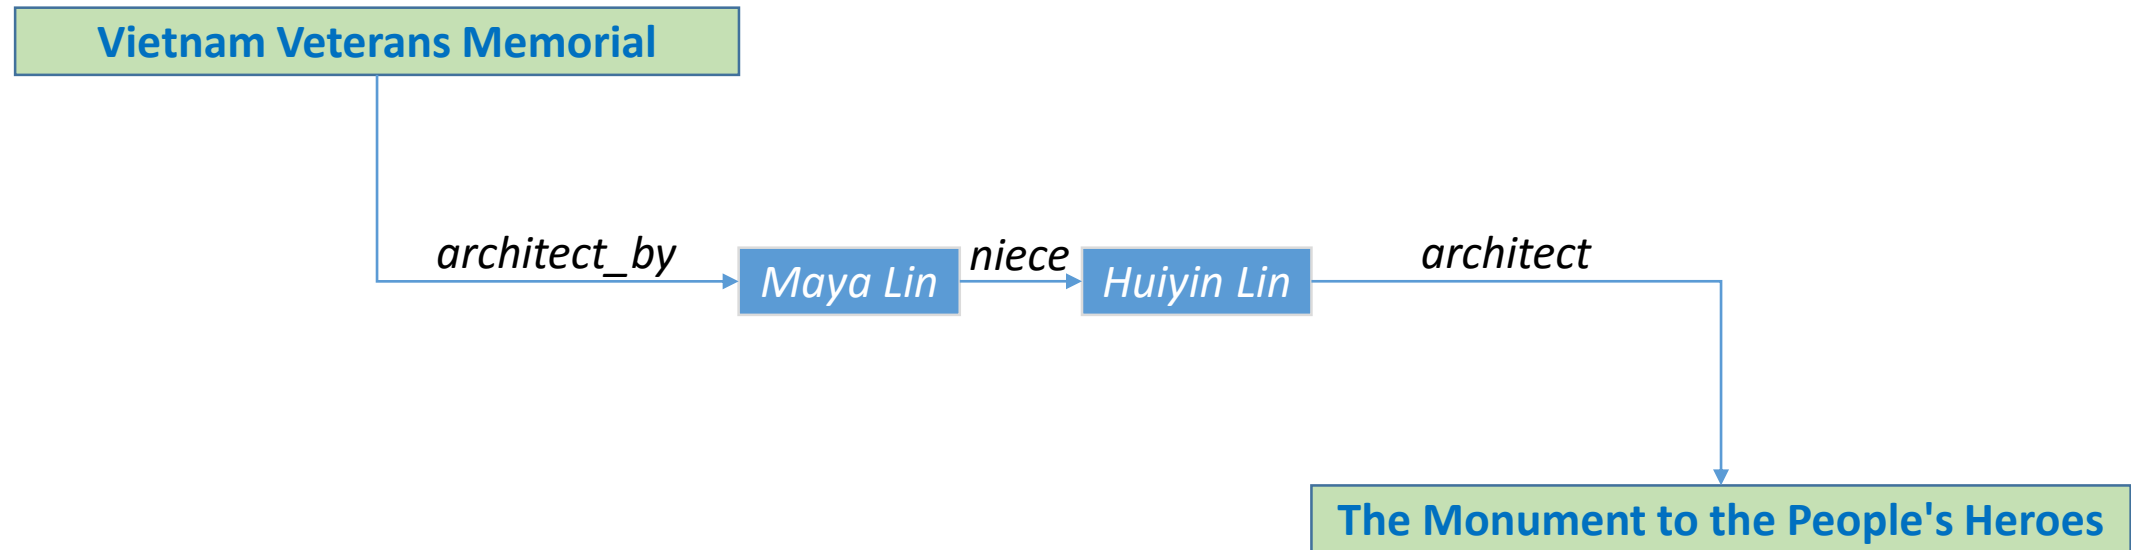 Vietnam Veterans Memorial
architect_by
Maya Lin
niece
Huiyin Lin
architect
The Monument to the People's Heroes